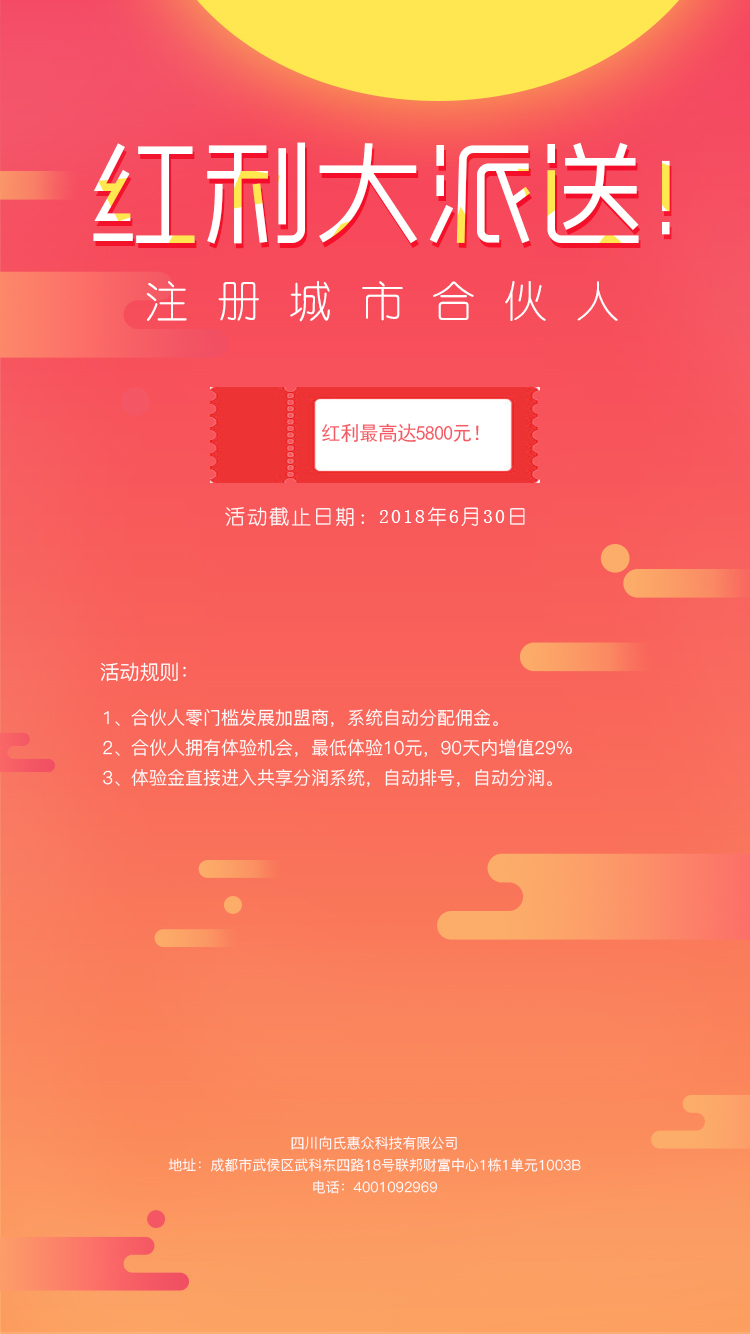 红利大派送!
注册城市合伙人
红利最高达5800元!
活动截止日期：2018年6月30日
活动规则：
1、合伙人零门槛发展加盟商，系统自动分配佣金。
2、合伙人拥有体验机会，最低体验10元，90天内增值29%
3、体验金直接进入共享分润系统，自动排号，自动分润。
四川向氏惠众科技有限公司
地址：成都市武侯区武科东四路18号联邦财富中心1栋1单元1003B
电话：4001092969